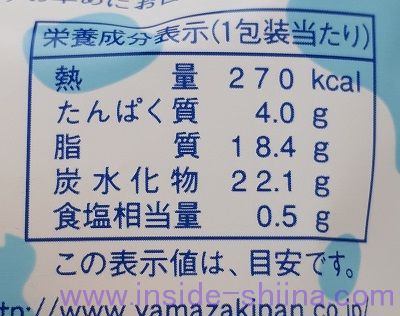 栄養成分表示(1包装当たり)
熱量 270 kcal
たんぱく質 4.0 g
脂質 18.4 g
炭水化物 22.1 g
食塩相当量 0.5 g
この表示値は、目安です。
www.inside-shiina.com
ttp://www.yamazakipan.co.jp/